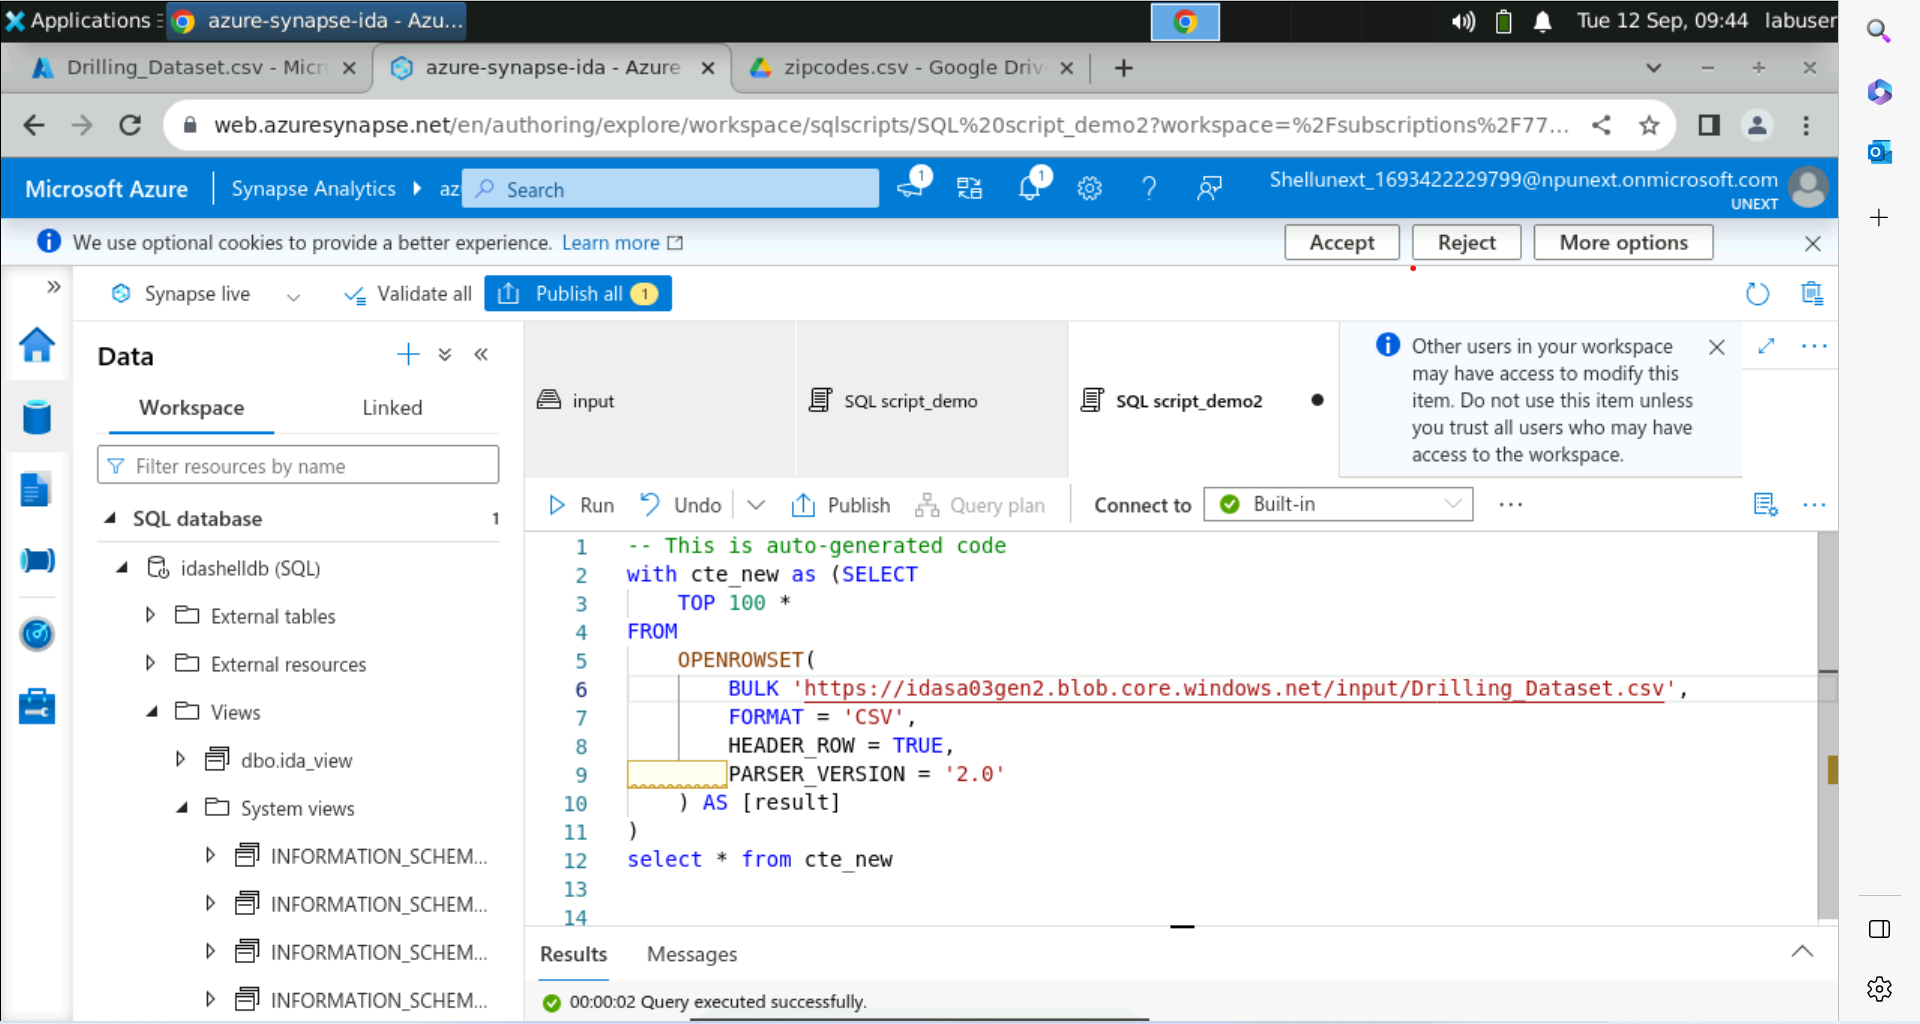 Applications
azure-synapse-ida - Azu...
Tue 12 Sep, 09:44
labuser
Drilling_Dataset.csv - Micr
azure-synapse-ida - Azure
zipcodes.csv - Google Driv
web.azuresynapse.net/en/authoring/explore/workspace/sqlscripts/SQL%20script_demo2?workspace=%2Fsubscriptions%2F77...
Microsoft Azure
Synapse Analytics
az
Search
1
1
Shellunext_1693422229799@npunext.onmicrosoft.com
UNEXT
We use optional cookies to provide a better experience. Learn more
Accept
Reject
More options
Synapse live
Validate all
Publish all 1
Data
Workspace
Linked
Filter resources by name
SQL database 1
idashelldb (SQL)
External tables
External resources
Views
dbo.ida_view
System views
INFORMATION_SCHEM...
INFORMATION_SCHEM...
INFORMATION_SCHEM...
INFORMATION_SCHEM...
input
SQL script_demo
SQL script_demo2
Other users in your workspace
may have access to modify this
item. Do not use this item unless
you trust all users who may have
access to the workspace.
Run
Undo
Publish
Query plan
Connect to
Built-in
1 -- This is auto-generated code
2 with cte_new as (SELECT
3 TOP 100 *
4 FROM
5 OPENROWSET(
6 BULK 'https://idasa03gen2.blob.core.windows.net/input/Drilling_Dataset.csv',
7 FORMAT = 'CSV',
8 HEADER_ROW = TRUE,
9 PARSER_VERSION = '2.0'
10 ) AS [result]
11 )
12 select * from cte_new
13
14
Results
Messages
00:00:02 Query executed successfully.